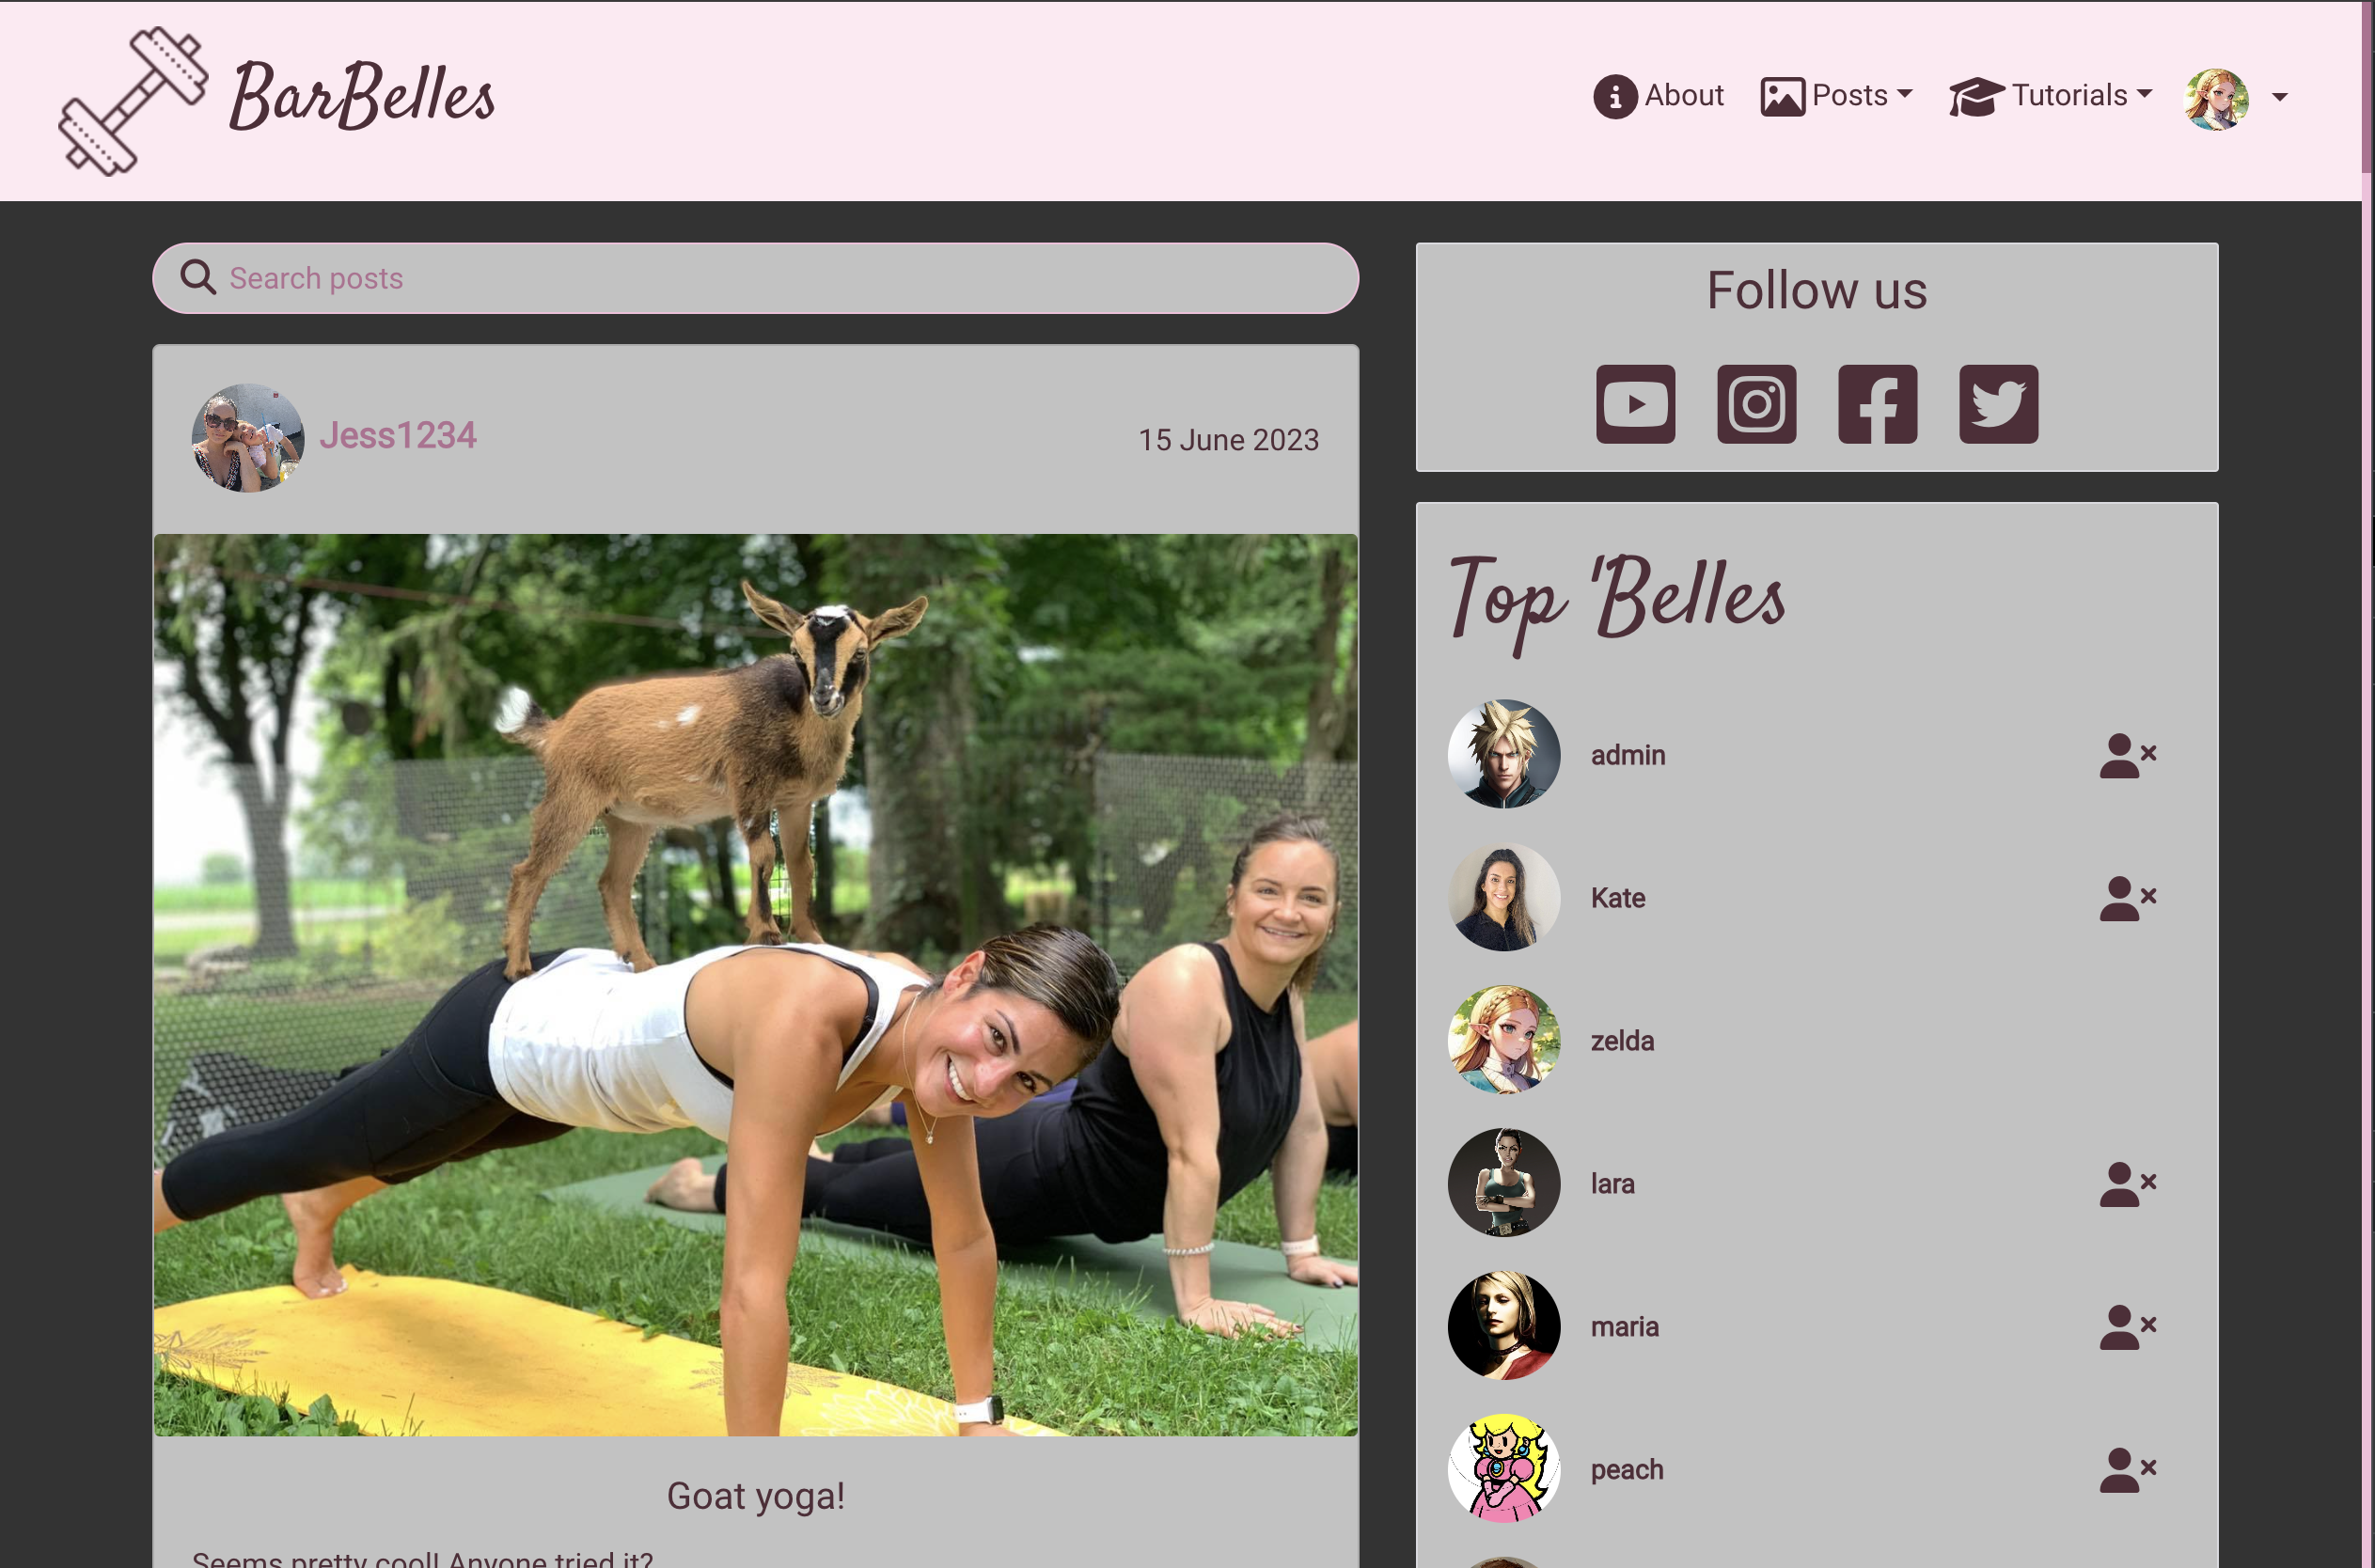 BarBelles
About Posts Tutorials
Search posts
Jess1234
15 June 2023
Goat yoga!
Seems pretty cool! Anyone tried it?
Follow us
Top 'Belles
admin
Kate
zelda
lara
maria
peach